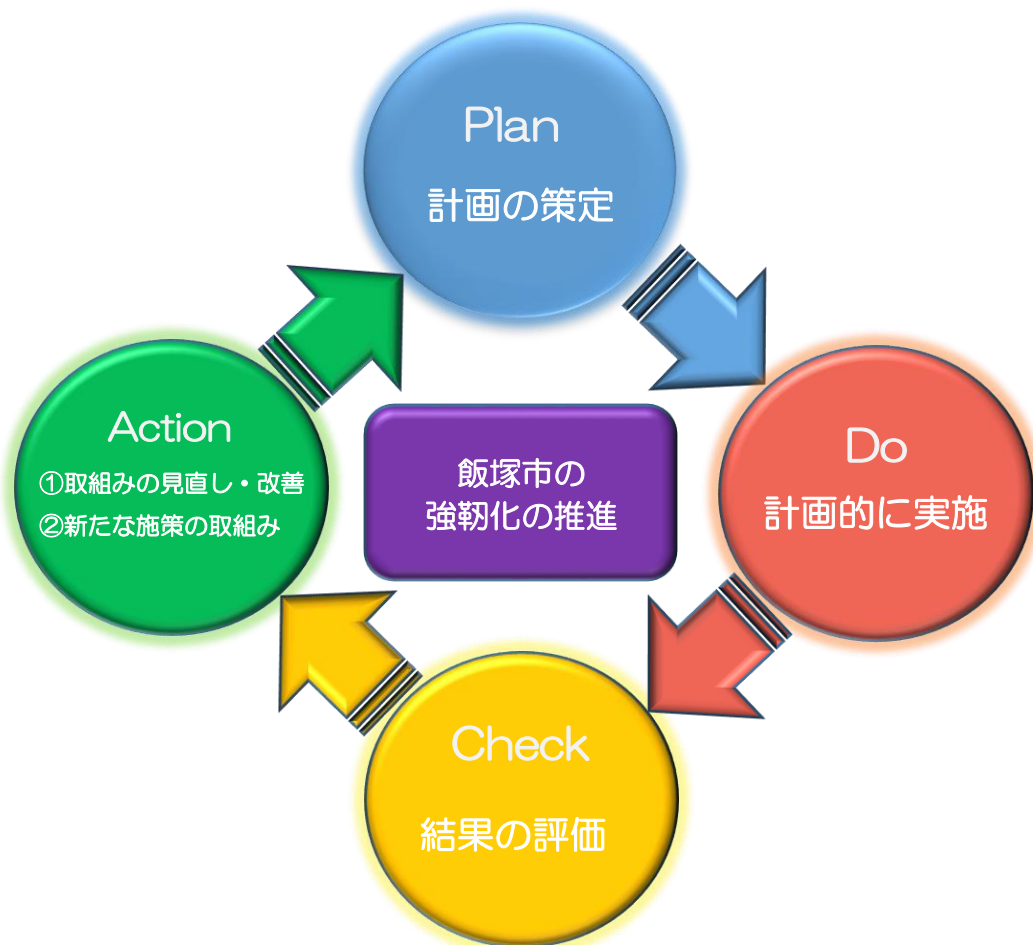 Plan
計画の策定
Do
計画的に実施
Check
結果の評価
Action
①取組みの見直し・改善
②新たな施策の取組み
飯塚市の
強靭化の推進